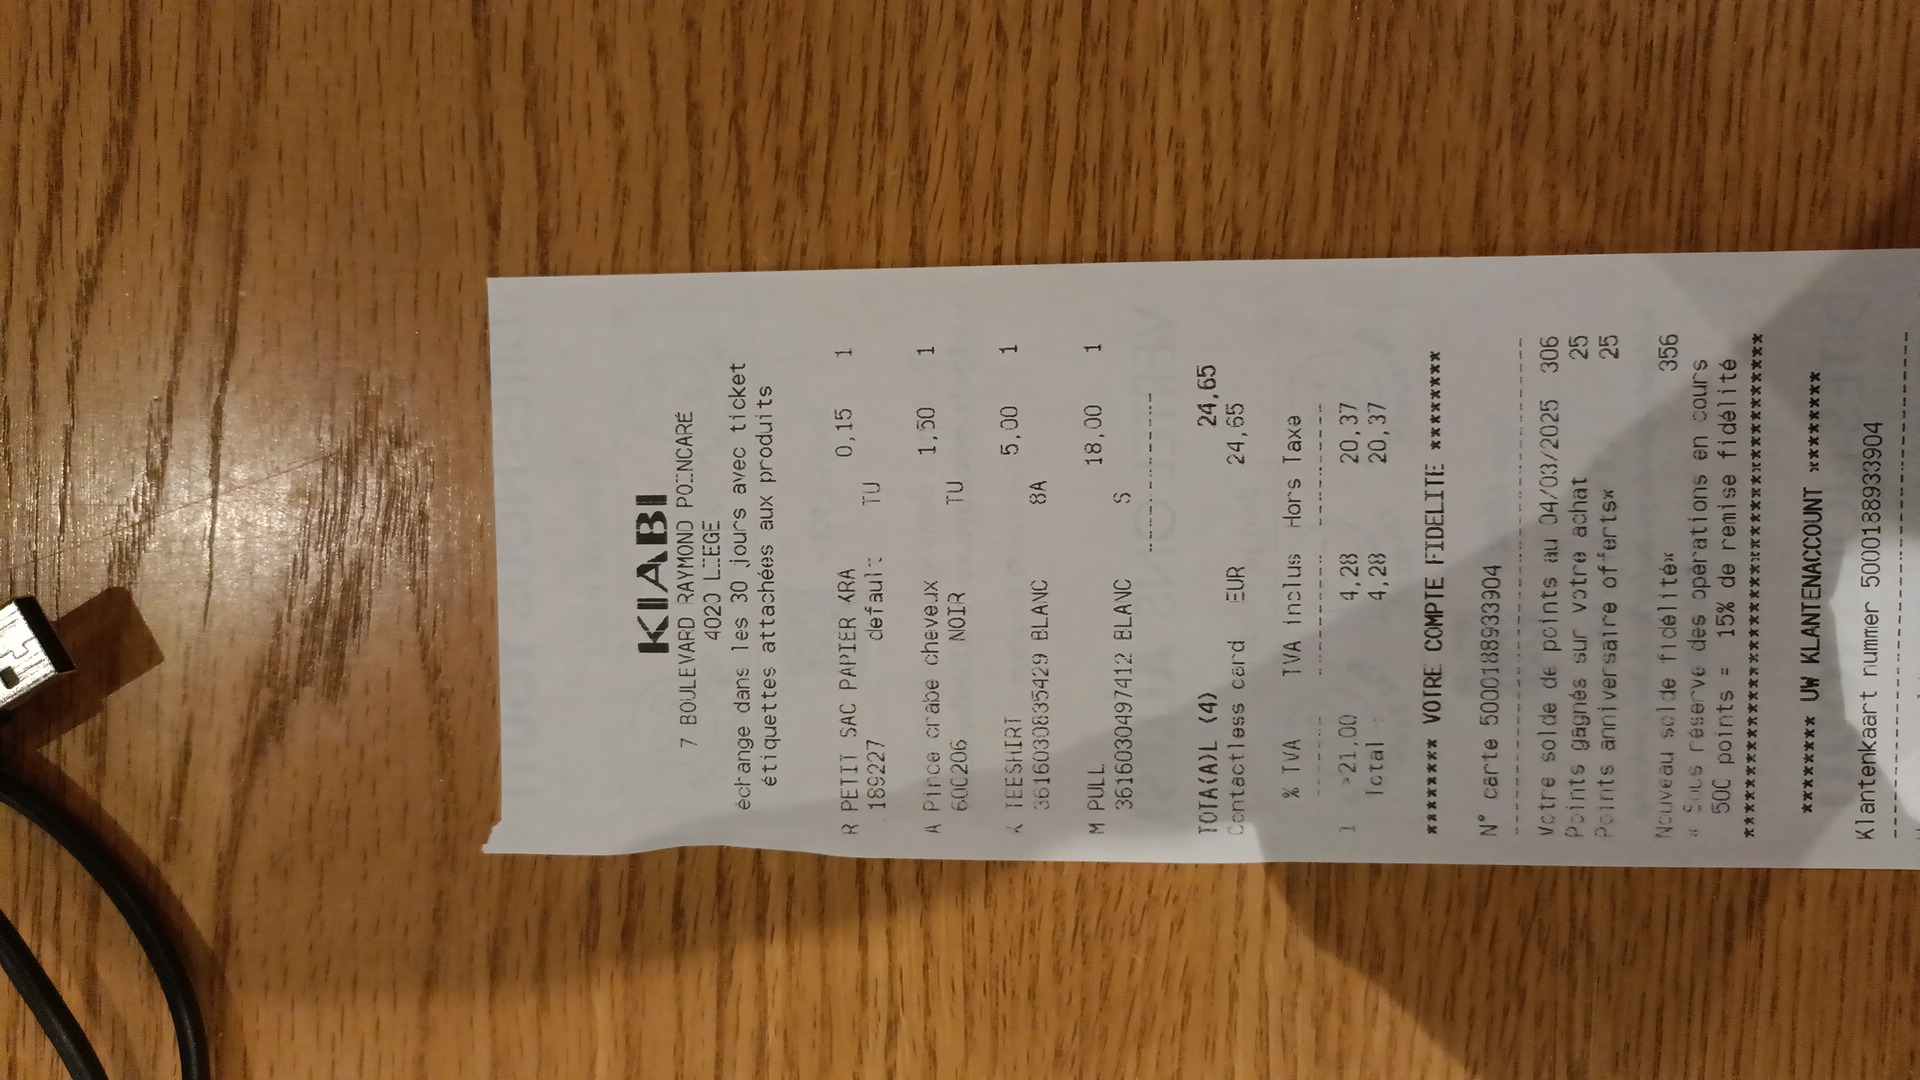 KIABI
7 BOULEVARD RAYMOND POINCARÉ
4020 LIEGE
échange dans les 30 jours avec ticket
étiquettes attachées aux produits
R PETIT SAC PAPIER KRA 0,15 1
189227 default TU
A Pince crabe cheveux 1,50 1
600206 NOIR TU
K TEESHIRT 5,00 1
3616030835429 BLANC 8A
M PULL 18,00 1
3616030497412 BLANC S
TOTA(A)L (4) 24,65
Contactless card EUR 24,65
% TVA TVA inclus Hors Taxe
1 >21,00 4,28 20,37
Total : 4,28 20,37
******** VOTRE COMPTE FIDELITE ********
N° carte 5000188933904
Votre solde de points au 04/03/2025 306
Points gagnés sur votre achat 25
Points anniversaire offerts* 25
Nouveau solde fidélité* 356
* Sous réserve des opérations en cours
500 points = 15% de remise fidélité
****************************************
******** UW KLANTENACCOUNT ********
Klantenkaart nummer 5000188933904